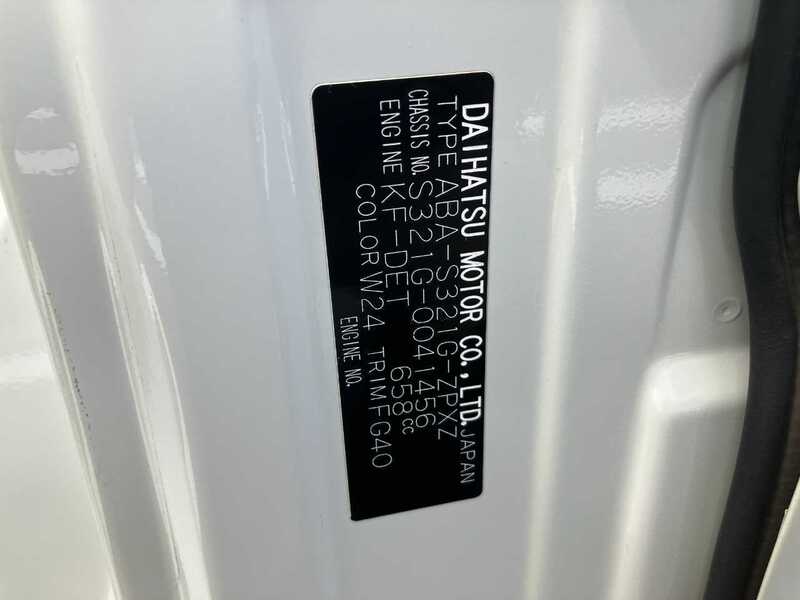 DAIHATSU MOTOR CO.,LTD. JAPAN
TYPE ABA-S321G-ZPXZ
CHASSIS NO. S321G-0041456
ENGINE KF-DET 658cc
COLOR W24 TRIM FG40
ENGINE NO.